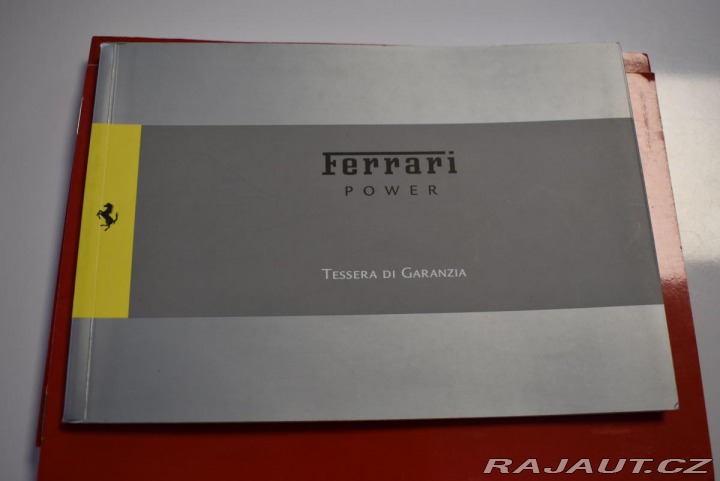 Ferrari
POWER
TESSERA DI GARANZIA
RAJAUT.CZ